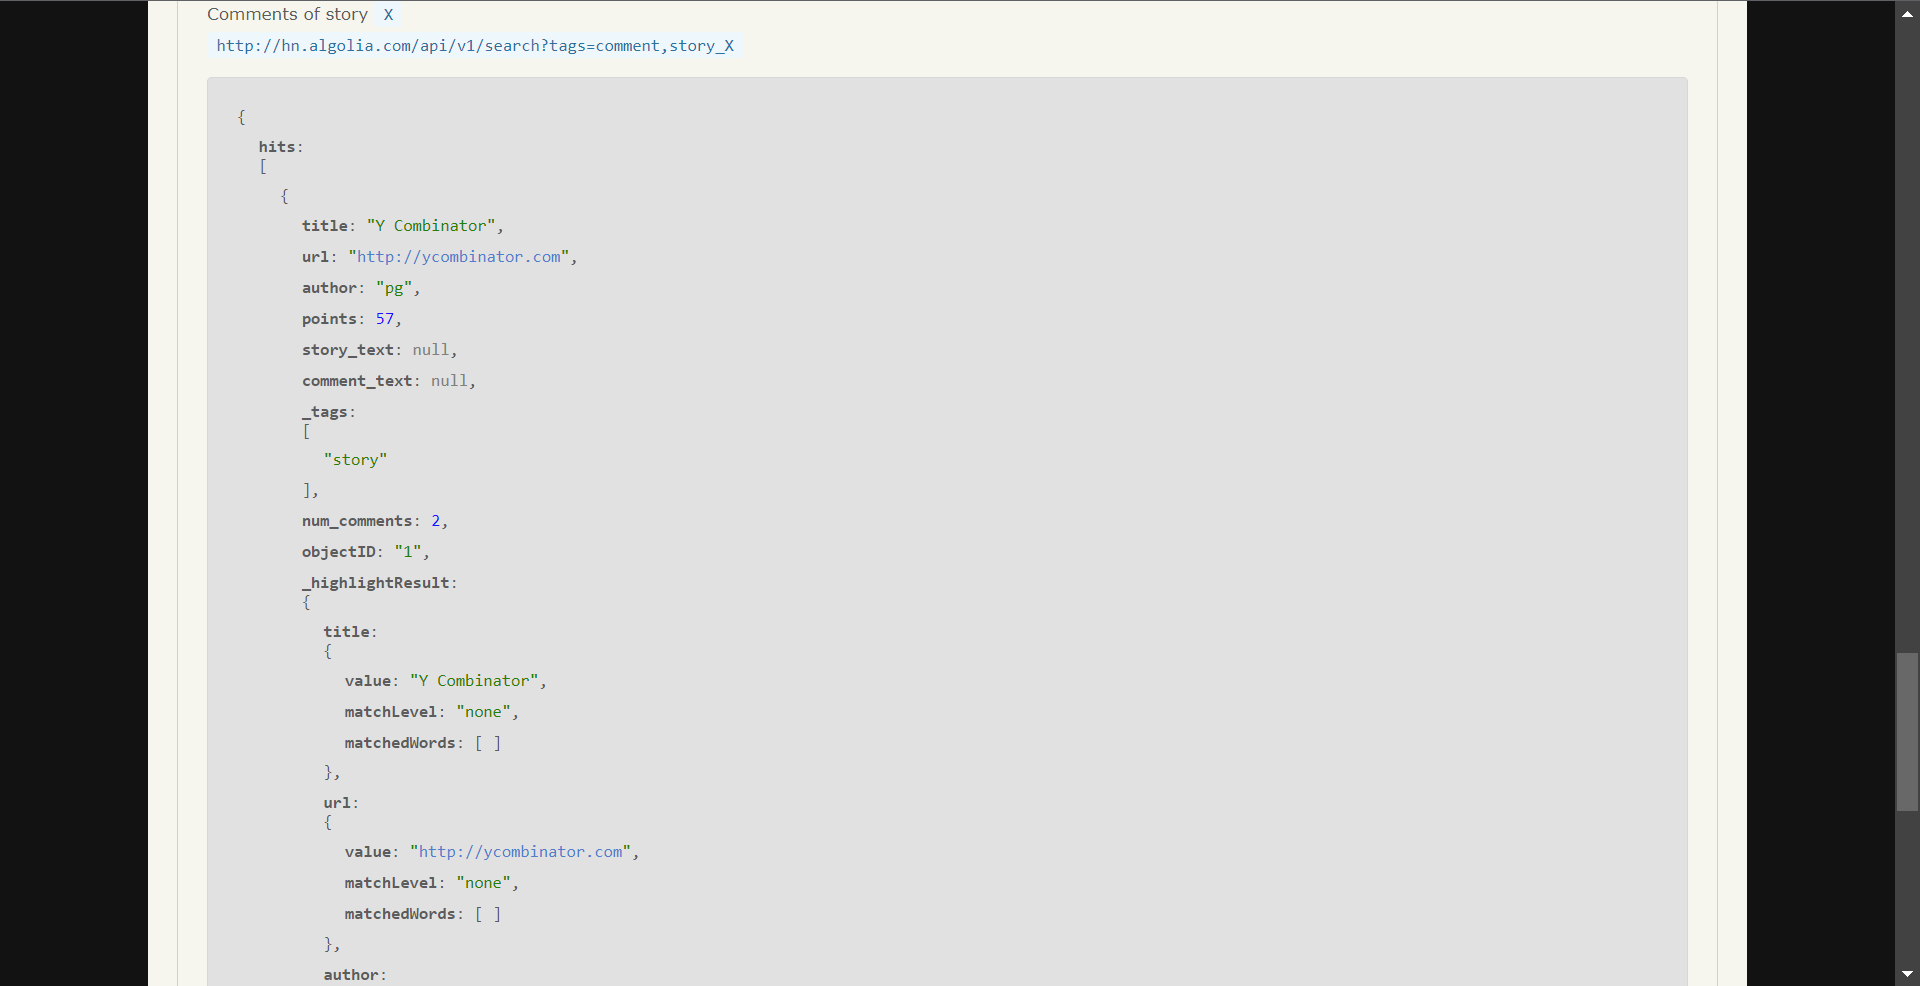 Comments of story X
http://hn.algolia.com/api/v1/search?tags=comment,story_X
{
hits:
[
{
title: "Y Combinator",
url: "http://ycombinator.com",
author: "pg",
points: 57,
story_text: null,
comment_text: null,
_tags:
[
"story"
],
num_comments: 2,
objectID: "1",
_highlightResult:
{
title:
{
value: "Y Combinator",
matchLevel: "none",
matchedWords: [ ]
},
url:
{
value: "http://ycombinator.com",
matchLevel: "none",
matchedWords: [ ]
},
author: